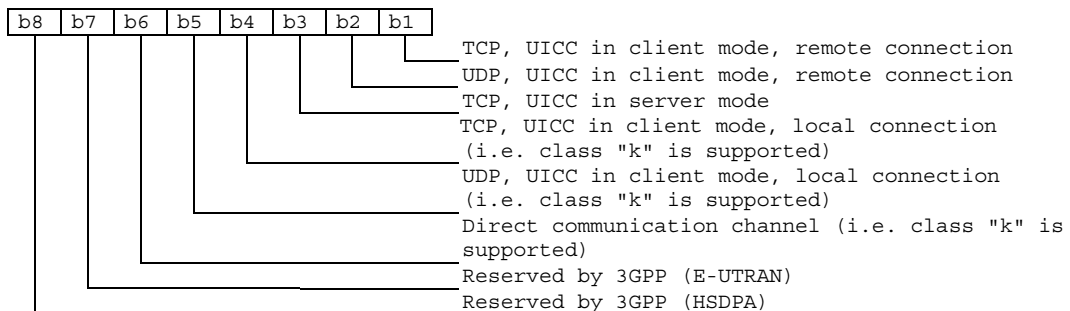 b8 b7 b6 b5 b4 b3 b2 b1
TCP, UICC in client mode, remote connection
UDP, UICC in client mode, remote connection
TCP, UICC in server mode
TCP, UICC in client mode, local connection
(i.e. class "k" is supported)
UDP, UICC in client mode, local connection
(i.e. class "k" is supported)
Direct communication channel (i.e. class "k" is
supported)
Reserved by 3GPP (E-UTRAN)
Reserved by 3GPP (HSDPA)